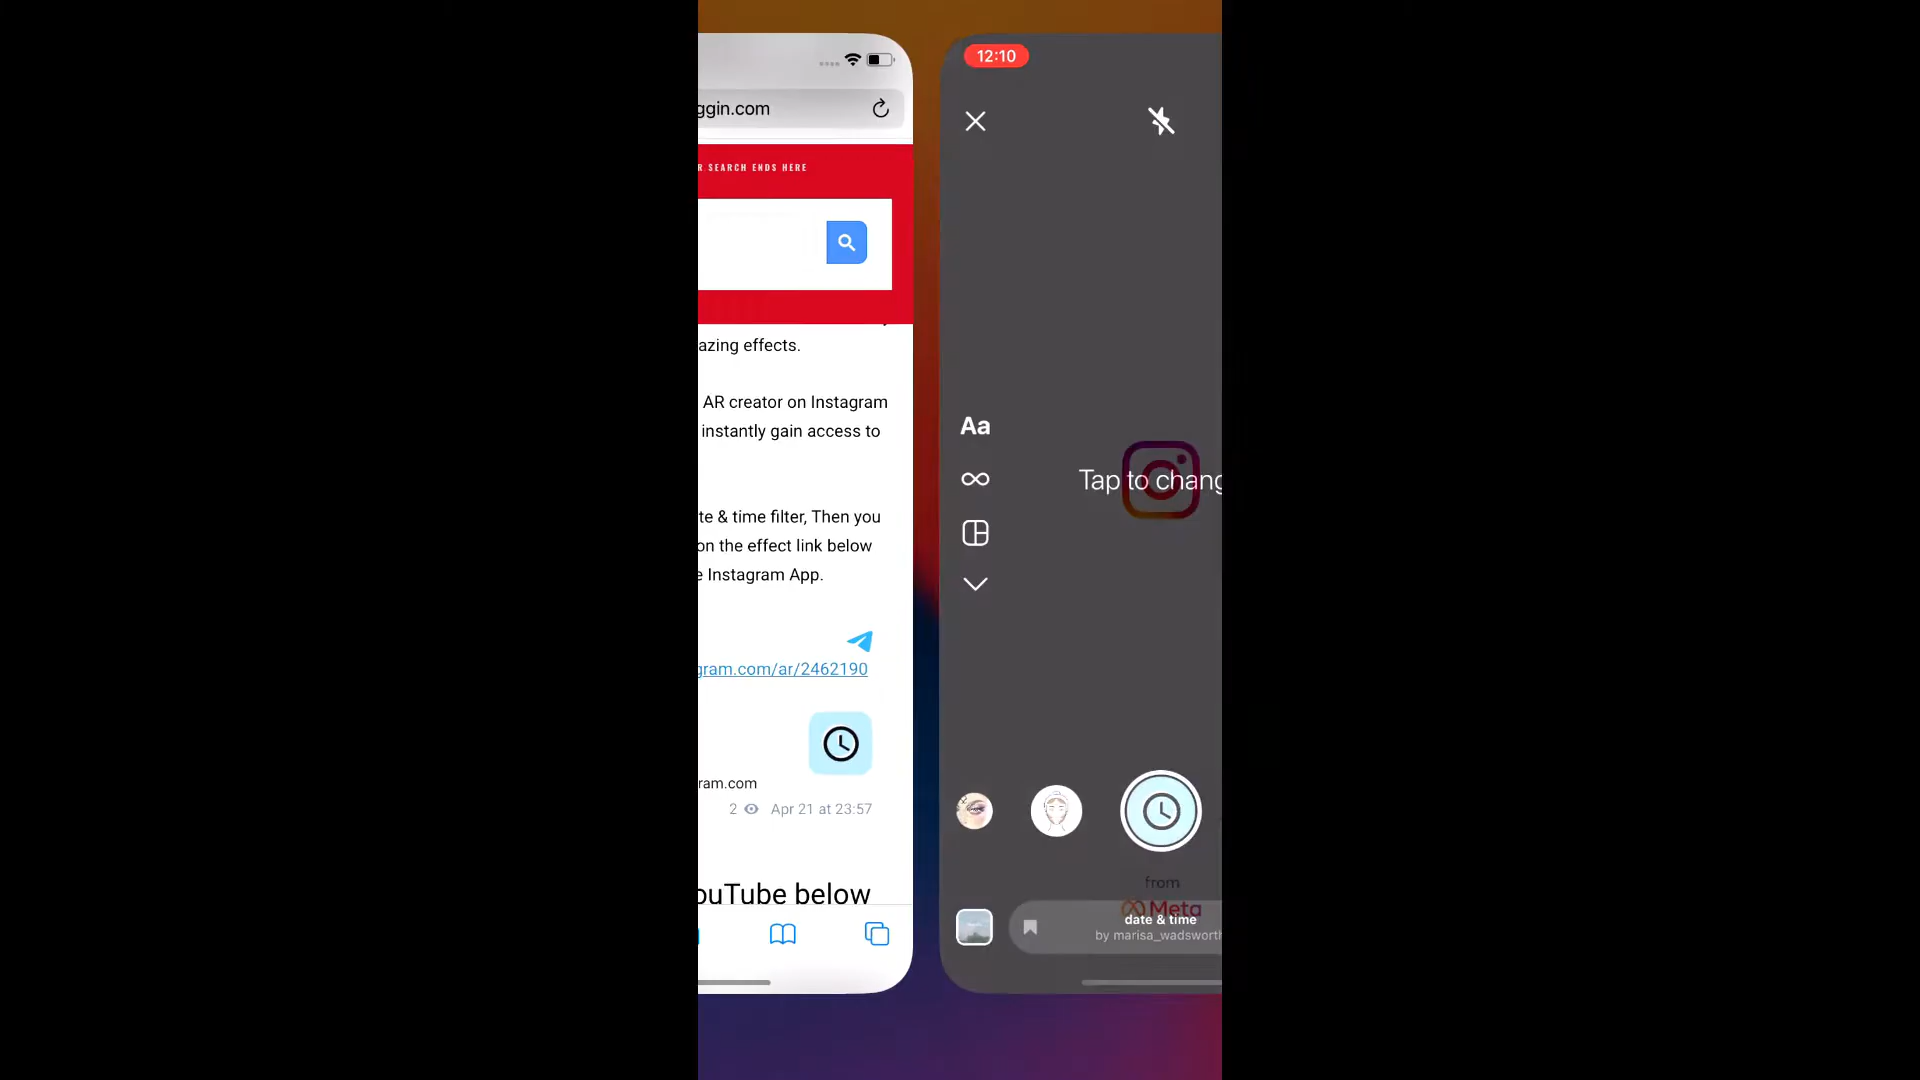 ggin.com
R SEARCH ENDS HERE
azing effects.
AR creator on Instagram
instantly gain access to
te & time filter, Then you
on the effect link below
e Instagram App.
gram.com/ar/2462190
ram.com
2 Apr 21 at 23:57
ouTube below
12:10
Aa
Tap to chang
from
Meta
date & time
by marisa_wadsworth